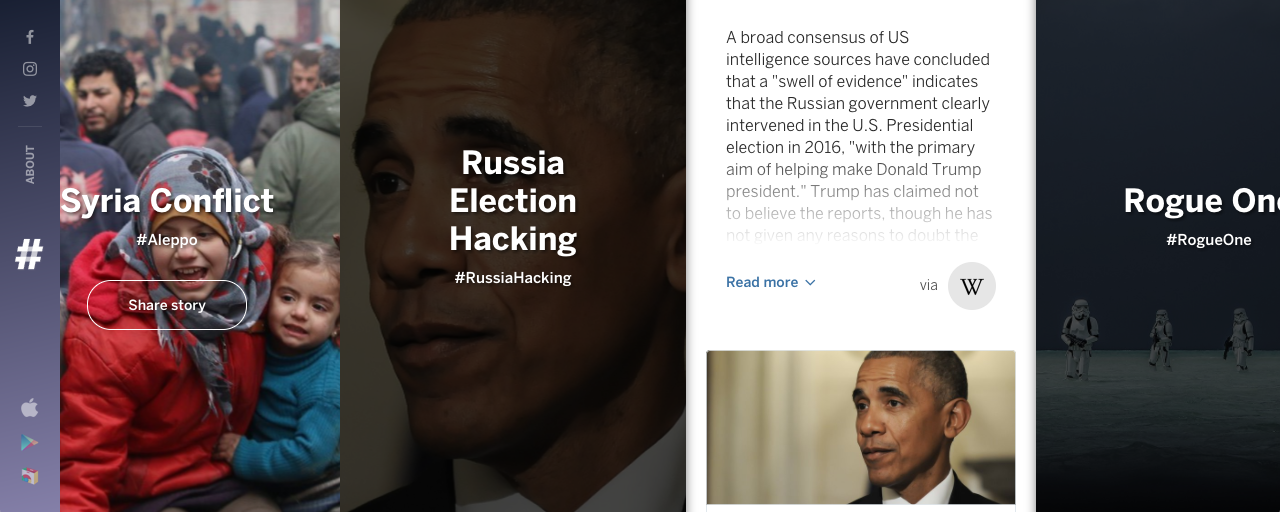 ABOUT
#
Syria Conflict
#Aleppo
Share story
Russia
Election
Hacking
#RussiaHacking
A broad consensus of US
intelligence sources have concluded
that a "swell of evidence" indicates
that the Russian government clearly
intervened in the U.S. Presidential
election in 2016, "with the primary
aim of helping make Donald Trump
president." Trump has claimed not
to believe the reports, though he has
not given any reasons to doubt the
Read more
via
W
Rogue One
#RogueOne